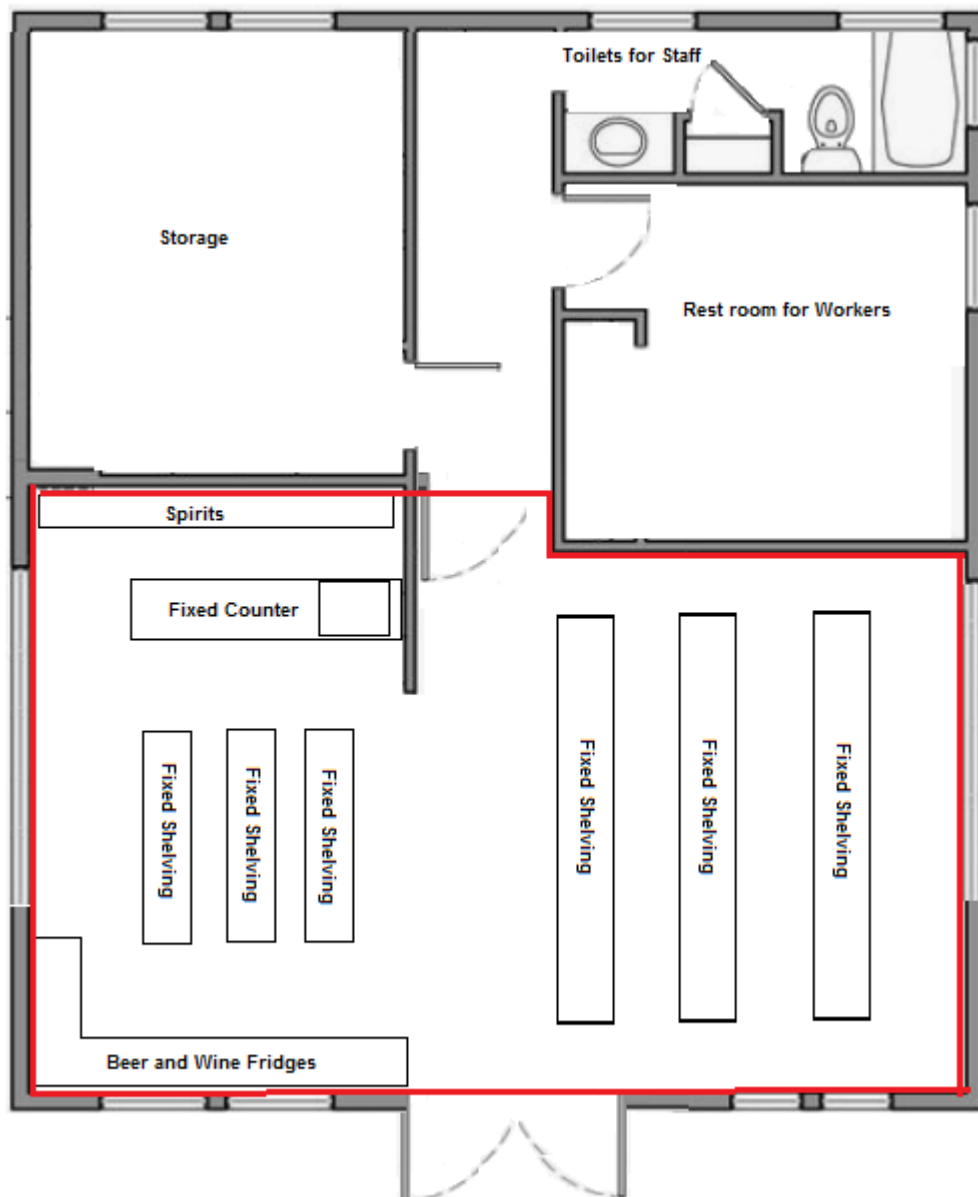 Toilets for Staff
Storage
Rest room for Workers
Spirits
Fixed Counter
Fixed Shelving
Fixed Shelving
Fixed Shelving
Fixed Shelving
Fixed Shelving
Fixed Shelving
Beer and Wine Fridges